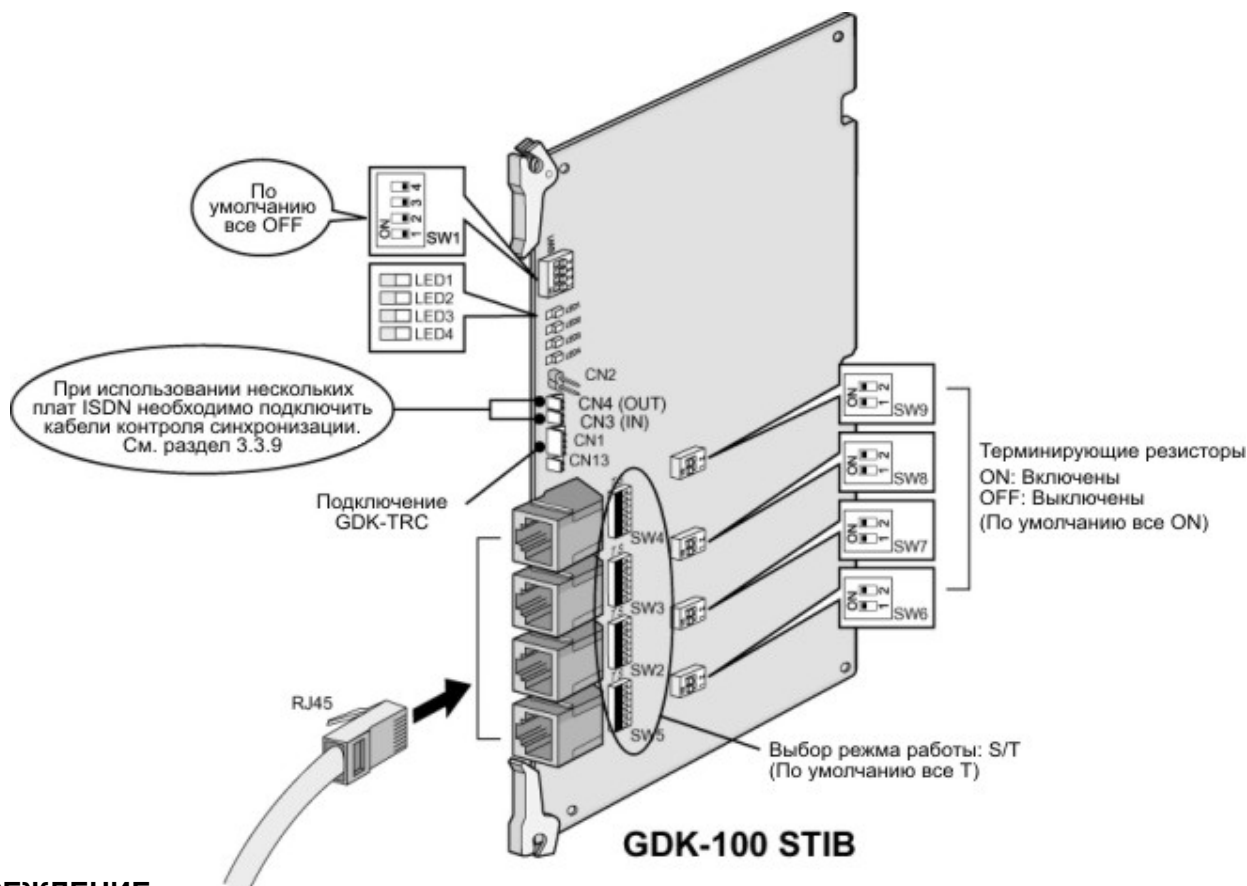 По
умолчанию
все OFF
ON
1 2 3 4
SW1
LED1
LED2
LED3
LED4
LED1
LED2
LED3
LED4
При использовании нескольких
плат ISDN необходимо подключить
кабели контроля синхронизации.
См. раздел 3.3.9
CN2
CN4 (OUT)
CN3 (IN)
CN1
CN13
Подключение
GDK-TRC
SW4
SW3
SW2
SW5
ON
1 2
SW9
ON
1 2
SW8
ON
1 2
SW7
ON
1 2
SW6
Терминирующие резисторы
ON: Включены
OFF: Выключены
(По умолчанию все ON)
RJ45
Выбор режма работы: S/T
(По умолчанию все T)
GDK-100 STIB